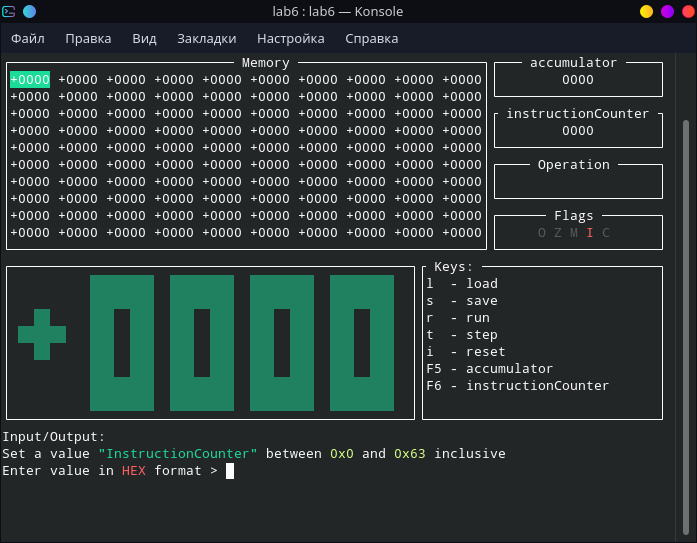 lab6 : lab6 — Konsole
Файл Правка Вид Закладки Настройка Справка
Memory
+0000 +0000 +0000 +0000 +0000 +0000 +0000 +0000 +0000 +0000
+0000 +0000 +0000 +0000 +0000 +0000 +0000 +0000 +0000 +0000
+0000 +0000 +0000 +0000 +0000 +0000 +0000 +0000 +0000 +0000
+0000 +0000 +0000 +0000 +0000 +0000 +0000 +0000 +0000 +0000
+0000 +0000 +0000 +0000 +0000 +0000 +0000 +0000 +0000 +0000
+0000 +0000 +0000 +0000 +0000 +0000 +0000 +0000 +0000 +0000
+0000 +0000 +0000 +0000 +0000 +0000 +0000 +0000 +0000 +0000
+0000 +0000 +0000 +0000 +0000 +0000 +0000 +0000 +0000 +0000
+0000 +0000 +0000 +0000 +0000 +0000 +0000 +0000 +0000 +0000
+0000 +0000 +0000 +0000 +0000 +0000 +0000 +0000 +0000 +0000
accumulator
0000
instructionCounter
0000
Operation
Flags
O Z M I C
+0000
Keys:
l - load
s - save
r - run
t - step
i - reset
F5 - accumulator
F6 - instructionCounter
Input/Output:
Set a value "InstructionCounter" between 0x0 and 0x63 inclusive
Enter value in HEX format >